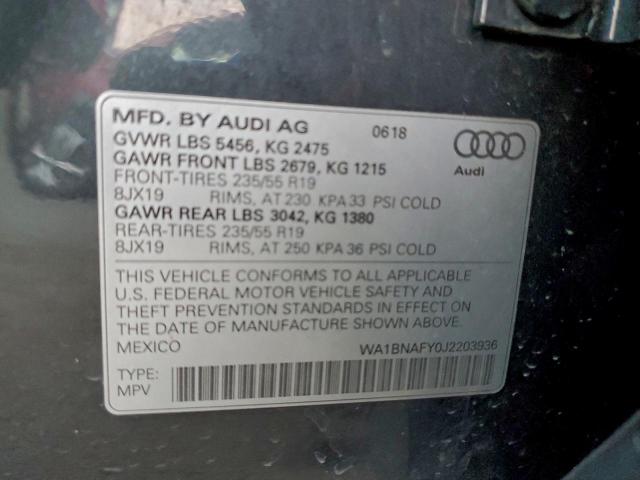 MFD. BY AUDI AG 0618
GVWR LBS 5456, KG 2475
GAWR FRONT LBS 2679, KG 1215
FRONT-TIRES 235/55 R19
8JX19 RIMS, AT 230 KPA 33 PSI COLD
GAWR REAR LBS 3042, KG 1380
REAR-TIRES 235/55 R19
8JX19 RIMS, AT 250 KPA 36 PSI COLD
Audi
THIS VEHICLE CONFORMS TO ALL APPLICABLE
U.S. FEDERAL MOTOR VEHICLE SAFETY AND
THEFT PREVENTION STANDARDS IN EFFECT ON
THE DATE OF MANUFACTURE SHOWN ABOVE.
MEXICO WA1BNAFY0J2203936
TYPE:
MPV